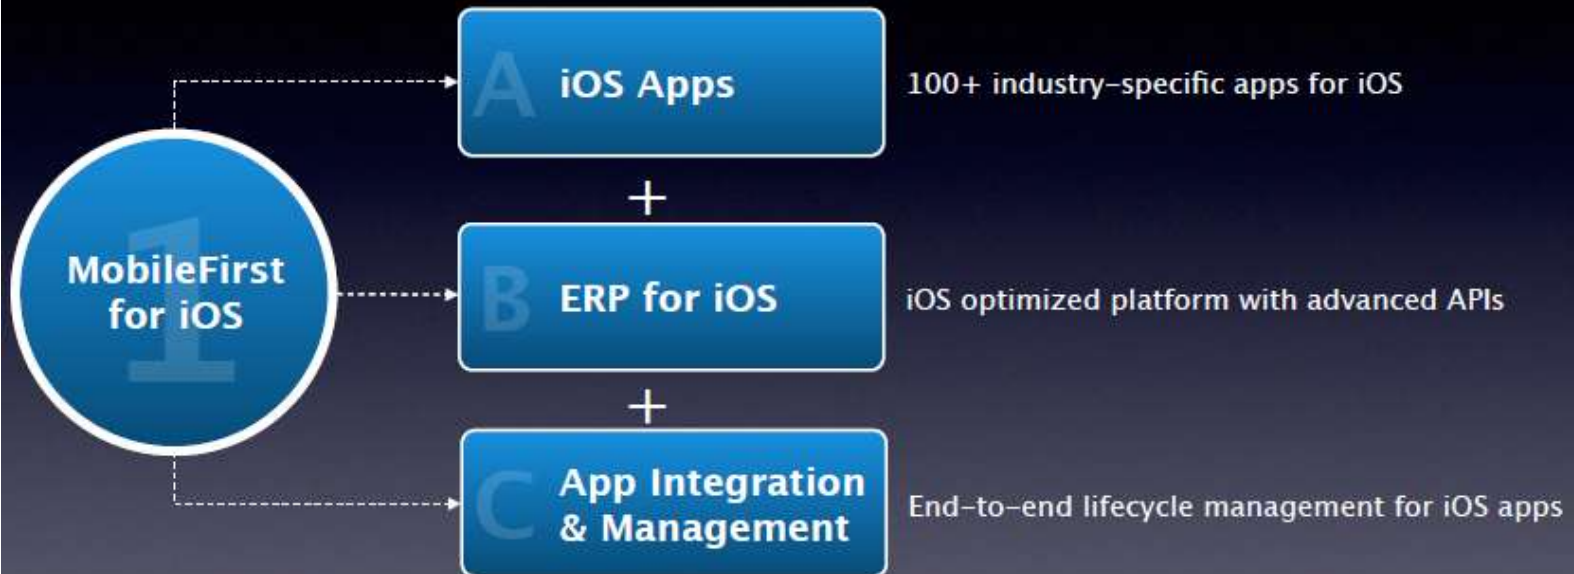 1
MobileFirst
for iOS
A
iOS Apps
100+ industry-specific apps for iOS
+
B
ERP for iOS
iOS optimized platform with advanced APIs
+
C
App Integration
& Management
End-to-end lifecycle management for iOS apps